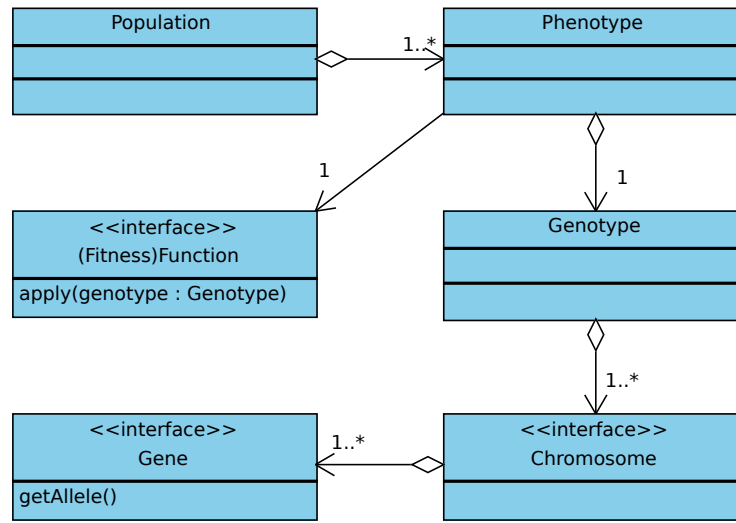 Population
1..*
Phenotype
1
1
<<interface>>
(Fitness)Function
apply(genotype : Genotype)
Genotype
1..*
<<interface>>
Gene
getAllele()
1..*
<<interface>>
Chromosome